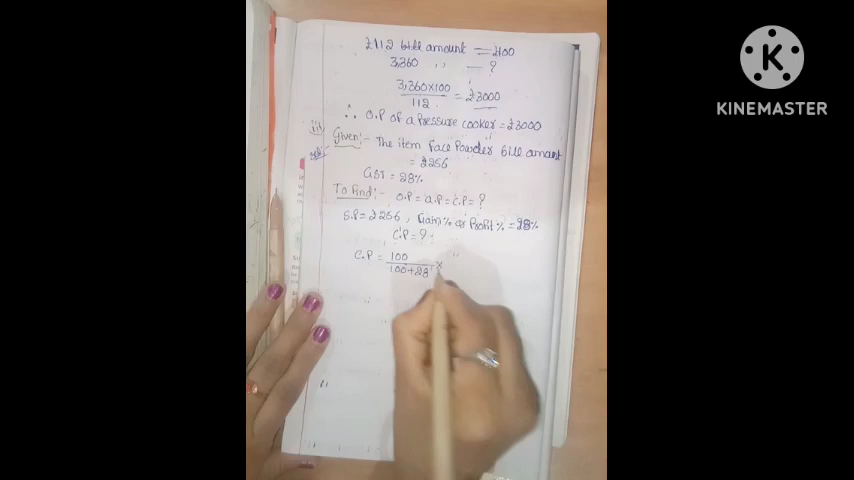 ₹112 bill amount = ₹100
3,360 ,, — ?
3,360×100
112
= ₹3000
∴ O.P of a Pressure cooker = ₹3000
iii) Given:- The item Face Powder bill amount
= ₹256
GST = 28%
To Find:- O.P = a.P = C.P = ?
S.P = ₹256, Gain% or Profit% = 28%
C.P = ?
C.P = 100
100+28 ×
KINEMASTER